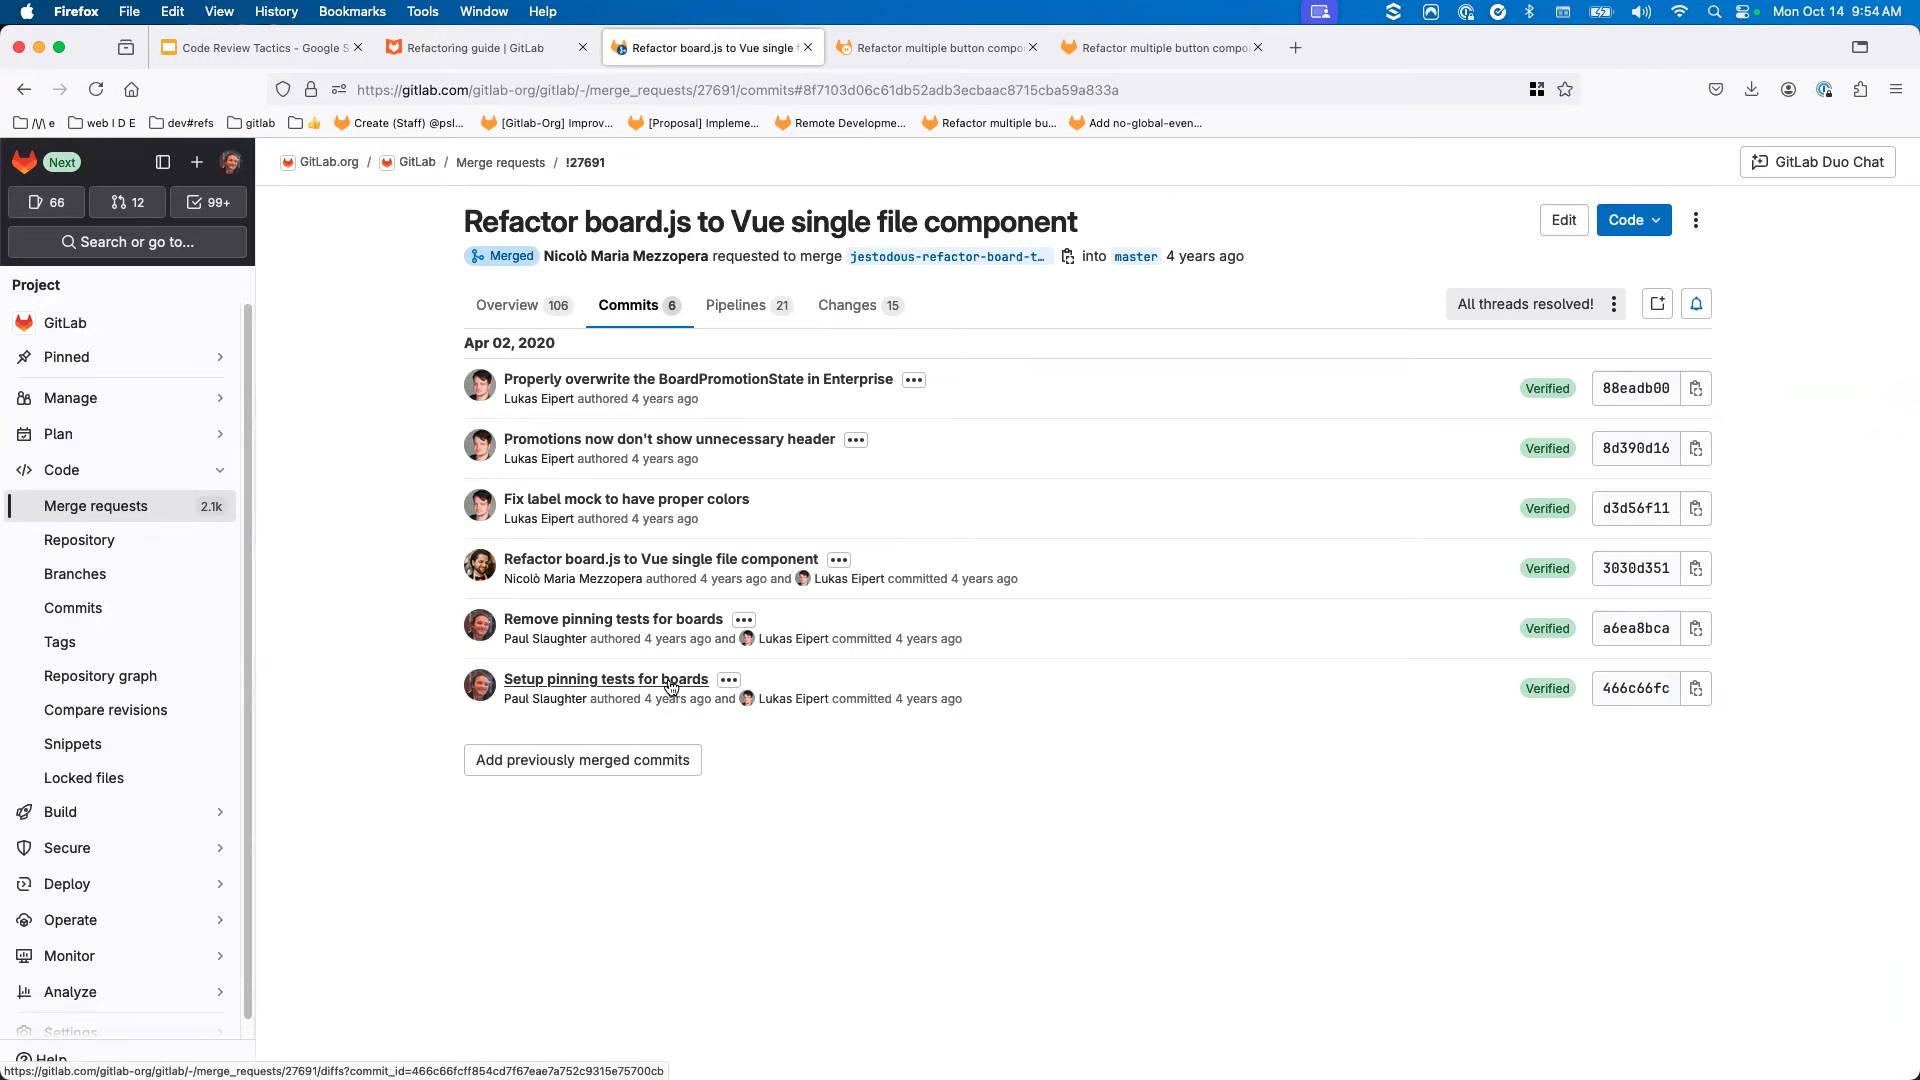 Firefox File Edit View History Bookmarks Tools Window Help Mon Oct 14 9:54 AM
Code Review Tactics - Google S
Refactoring guide | GitLab
Refactor board.js to Vue single f
Refactor multiple button compo
Refactor multiple button compo
https://gitlab.com/gitlab-org/gitlab/-/merge_requests/27691/commits#8f7103d06c61db52adb3ecbaac8715cba59a833a
web I D E dev#refs gitlab 👍 Create (Staff) @psl... [Gitlab-Org] Improv... [Proposal] Impleme... Remote Developme... Refactor multiple bu... Add no-global-even...
Next
66 12 99+
Search or go to...
Project
GitLab
Pinned
Manage
Plan
Code
Merge requests 2.1k
Repository
Branches
Commits
Tags
Repository graph
Compare revisions
Snippets
Locked files
Build
Secure
Deploy
Operate
Monitor
Analyze
Settings
Help
GitLab.org / GitLab / Merge requests / !27691
GitLab Duo Chat
Refactor board.js to Vue single file component
Edit Code
Merged Nicolò Maria Mezzopera requested to merge jestodous-refactor-board-t… into master 4 years ago
Overview 106 Commits 6 Pipelines 21 Changes 15
All threads resolved!
Apr 02, 2020
Properly overwrite the BoardPromotionState in Enterprise
Lukas Eipert authored 4 years ago
Verified 88eadb00
Promotions now don't show unnecessary header
Lukas Eipert authored 4 years ago
Verified 8d390d16
Fix label mock to have proper colors
Lukas Eipert authored 4 years ago
Verified d3d56f11
Refactor board.js to Vue single file component
Nicolò Maria Mezzopera authored 4 years ago and Lukas Eipert committed 4 years ago
Verified 3030d351
Remove pinning tests for boards
Paul Slaughter authored 4 years ago and Lukas Eipert committed 4 years ago
Verified a6ea8bca
Setup pinning tests for boards
Paul Slaughter authored 4 years ago and Lukas Eipert committed 4 years ago
Verified 466c66fc
Add previously merged commits
https://gitlab.com/gitlab-org/gitlab/-/merge_requests/27691/diffs?commit_id=466c66fcff854cd7f67eae7a752c9315e75700cb